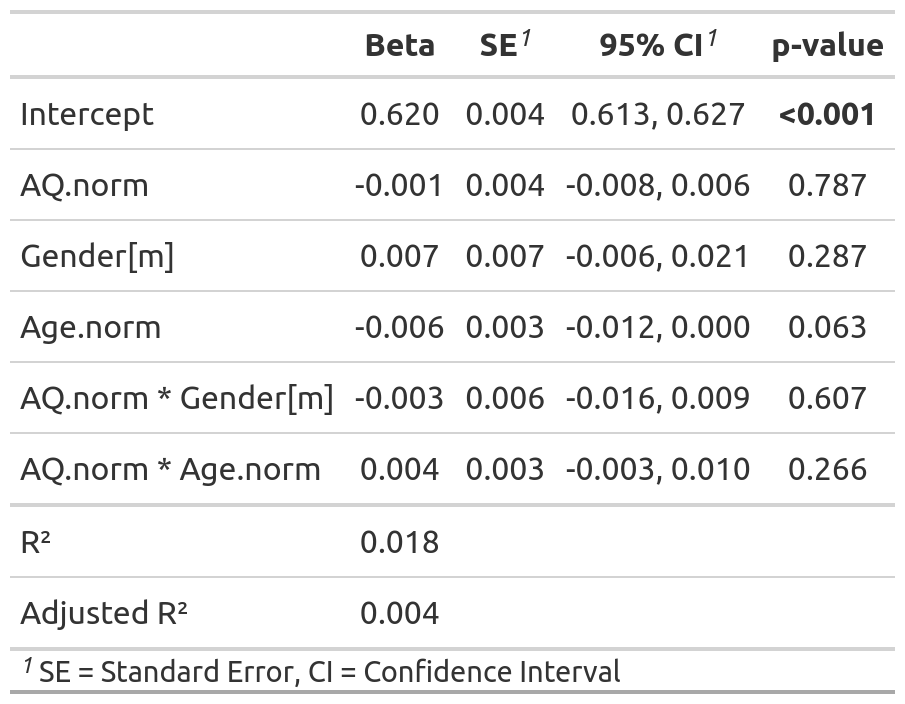 Beta SE¹ 95% CI¹ p-value
Intercept 0.620 0.004 0.613, 0.627 <0.001
AQ.norm -0.001 0.004 -0.008, 0.006 0.787
Gender[m] 0.007 0.007 -0.006, 0.021 0.287
Age.norm -0.006 0.003 -0.012, 0.000 0.063
AQ.norm * Gender[m] -0.003 0.006 -0.016, 0.009 0.607
AQ.norm * Age.norm 0.004 0.003 -0.003, 0.010 0.266
R² 0.018
Adjusted R² 0.004
¹ SE = Standard Error, CI = Confidence Interval